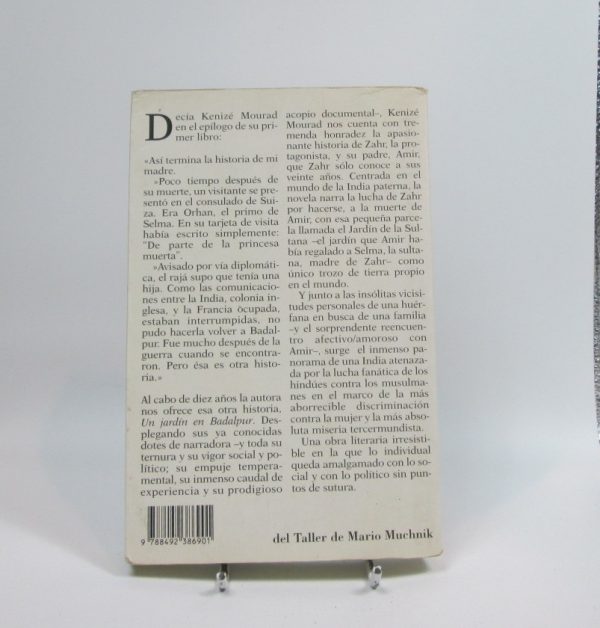 Decía Kenizé Mourad
en el epílogo de su pri-
mer libro:
»Así termina la historia de mi
madre.
»Poco tiempo después de
su muerte, un visitante se pre-
sentó en el consulado de Sui-
za. Era Orhan, el primo de
Selma. En su tarjeta de visita
había escrito simplemente:
"De parte de la princesa
muerta".
»Avisado por vía diplomáti-
ca, el rajá supo que tenía una
hija. Como las comunicacio-
nes entre la India, colonia in-
glesa, y la Francia ocupada,
estaban interrumpidas, no
pudo hacerla volver a Badal-
pur. Fue mucho después de la
guerra cuando se encontra-
ron. Pero ésa es otra histo-
ria.»
Al cabo de diez años la autora
nos ofrece esa otra historia,
Un jardín en Badalpur. Des-
plegando sus ya conocidas
dotes de narradora –y toda su
ternura y su vigor social y po-
lítico; su empuje tempera-
mental, su inmenso caudal de
experiencia y su prodigioso
acopio documental–, Kenizé
Mourad nos cuenta con tre-
menda honradez la apasio-
nante historia de Zahr, la pro-
tagonista, y su padre, Amir,
que Zahr sólo conoce a sus
veinte años. Centrada en el
mundo de la India paterna, la
novela narra la lucha de Zahr
por hacerse, a la muerte de
Amir, con esa pequeña parce-
la llamada el Jardín de la Sul-
tana –el jardín que Amir ha-
bía regalado a Selma, la sulta-
na, madre de Zahr– como
único trozo de tierra propio
en el mundo.
Y junto a las insólitas vicisi-
tudes personales de una huér-
fana en busca de una familia
–y el sorprendente reencuen-
tro afectivo/amoroso con
Amir–, surge el inmenso pa-
norama de una India atenaza-
da por la lucha fanática de los
hindúes contra los musulma-
nes en el marco de la más
aborrecible discriminación
contra la mujer y la más abso-
luta miseria tercermundista.
Una obra literaria irresisti-
ble en la que lo individual
queda amalgamado con lo so-
cial y con lo político sin pun-
tos de sutura.
9 788492 386901
del Taller de Mario Muchnik